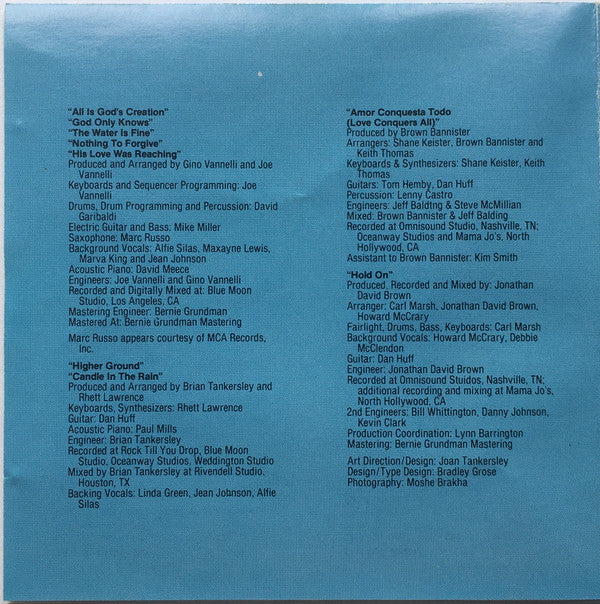 "All Is God's Creation"
"God Only Knows"
"The Water Is Fine"
"Nothing To Forgive"
"His Love Was Reaching"
Produced and Arranged by Gino Vannelli and Joe
Vannelli
Keyboards and Sequencer Programming: Joe
Vannelli
Drums, Drum Programming and Percussion: David
Garibaldi
Electric Guitar and Bass: Mike Miller
Saxophone: Marc Russo
Background Vocals: Alfie Silas, Maxayne Lewis,
Marva King and Jean Johnson
Acoustic Piano: David Meece
Engineers: Joe Vannelli and Gino Vannelli
Recorded and Digitally Mixed at: Blue Moon
Studio, Los Angeles, CA
Mastering Engineer: Bernie Grundman
Mastered At: Bernie Grundman Mastering
Marc Russo appears courtesy of MCA Records,
Inc.
"Higher Ground"
"Candle In The Rain"
Produced and Arranged by Brian Tankersley and
Rhett Lawrence
Keyboards, Synthesizers: Rhett Lawrence
Guitar: Dan Huff
Acoustic Piano: Paul Mills
Engineer: Brian Tankersley
Recorded at Rock Till You Drop, Blue Moon
Studio, Oceanway Studios, Weddington Studio
Mixed by Brian Tankersley at Rivendell Studio,
Houston, TX
Backing Vocals: Linda Green, Jean Johnson, Alfie
Silas
"Amor Conquesta Todo
(Love Conquers All)"
Produced by Brown Bannister
Arrangers: Shane Keister, Brown Bannister and
Keith Thomas
Keyboards & Synthesizers: Shane Keister, Keith
Thomas
Guitars: Tom Hemby, Dan Huff
Percussion: Lenny Castro
Engineers: Jeff Baldtng & Steve McMillian
Mixed: Brown Bannister & Jeff Balding
Recorded at Omnisound Studio, Nashville, TN;
Oceanway Studios and Mama Jo's, North
Hollywood, CA
Assistant to Brown Bannister: Kim Smith
"Hold On"
Produced, Recorded and Mixed by: Jonathan
David Brown
Arranger: Carl Marsh, Jonathan David Brown,
Howard McCrary
Fairlight, Drums, Bass, Keyboards: Carl Marsh
Background Vocals: Howard McCrary, Debbie
McClendon
Guitar: Dan Huff
Engineer: Jonathan David Brown
Recorded at Omnisound Stuidos, Nashville, TN;
additional recording and mixing at Mama Jo's,
North Hollywood, CA
2nd Engineers: Bill Whittington, Danny Johnson,
Kevin Clark
Production Coordination: Lynn Barrington
Mastering: Bernie Grundman Mastering
Art Direction/Design: Joan Tankersley
Design/Type Design: Bradley Grose
Photography: Moshe Brakha